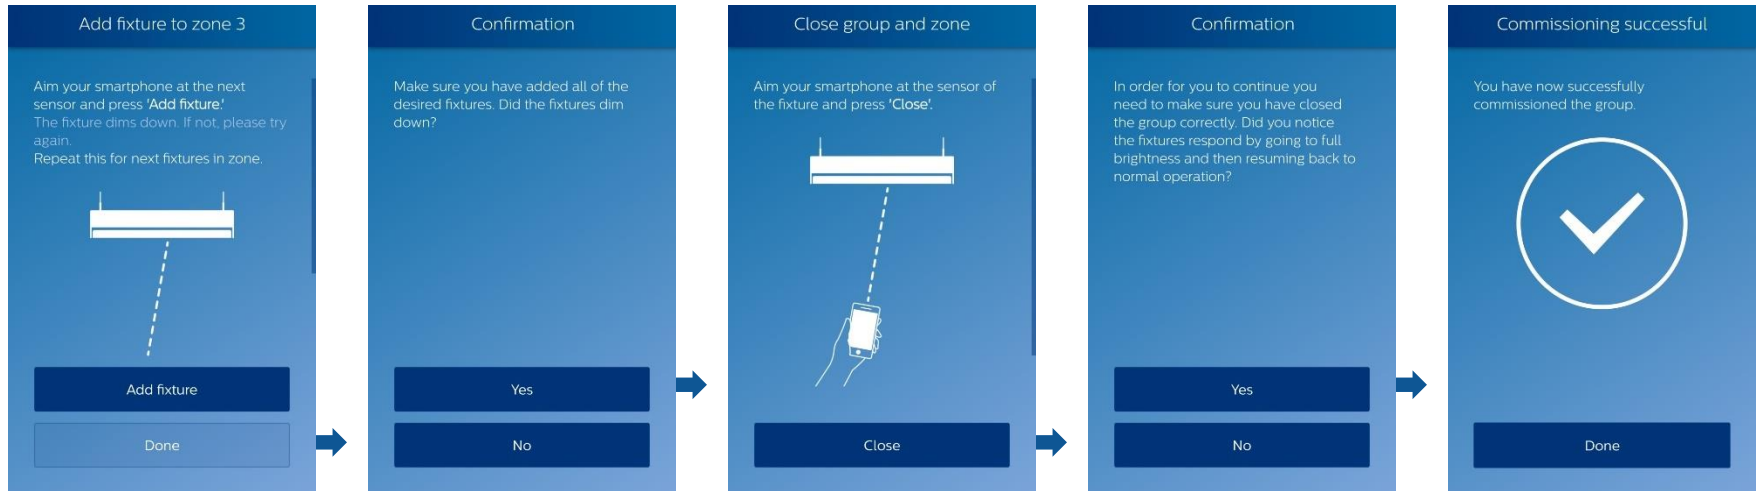 Add fixture to zone 3
Aim your smartphone at the next
sensor and press 'Add fixture.'
The fixture dims down. If not, please try
again.
Repeat this for next fixtures in zone.
Add fixture
Done
Confirmation
Make sure you have added all of the
desired fixtures. Did the fixtures dim
down?
Yes
No
Close group and zone
Aim your smartphone at the sensor of
the fixture and press 'Close'.
Close
Confirmation
In order for you to continue you
need to make sure you have closed
the group correctly. Did you notice
the fixtures respond by going to full
brightness and then resuming back to
normal operation?
Yes
No
Commissioning successful
You have now successfully
commissioned the group.
Done